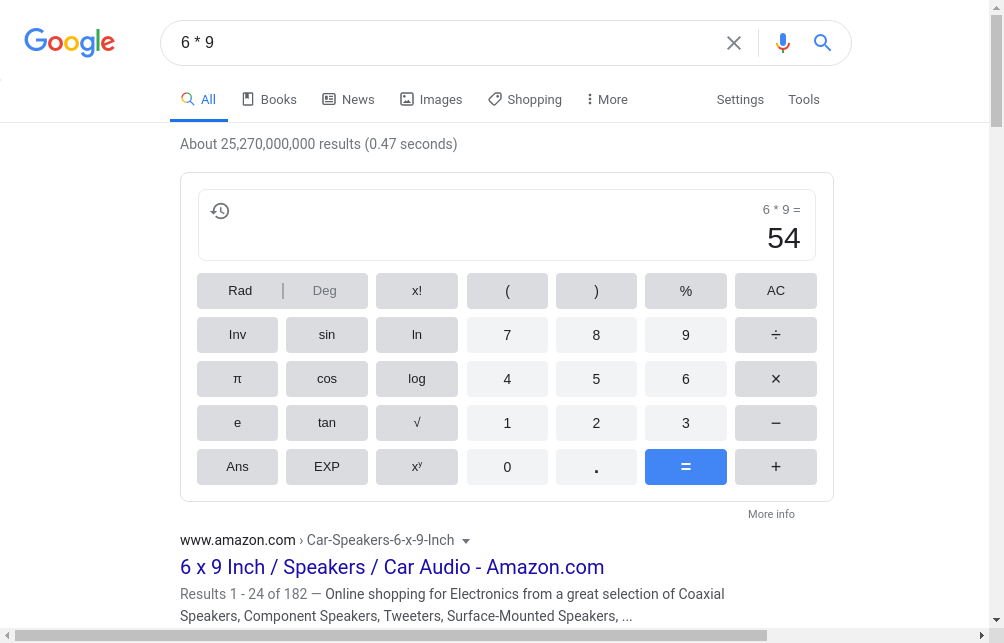 Google
6 * 9
All
Books
News
Images
Shopping
More
Settings
Tools
About 25,270,000,000 results (0.47 seconds)
6 * 9 =
54
Rad | Deg x! ( ) % AC
Inv sin ln 7 8 9 ÷
π cos log 4 5 6 ×
e tan √ 1 2 3 −
Ans EXP xʸ 0 . = +
More info
www.amazon.com › Car-Speakers-6-x-9-Inch
6 x 9 Inch / Speakers / Car Audio - Amazon.com
Results 1 - 24 of 182 — Online shopping for Electronics from a great selection of Coaxial
Speakers, Component Speakers, Tweeters, Surface-Mounted Speakers, ...